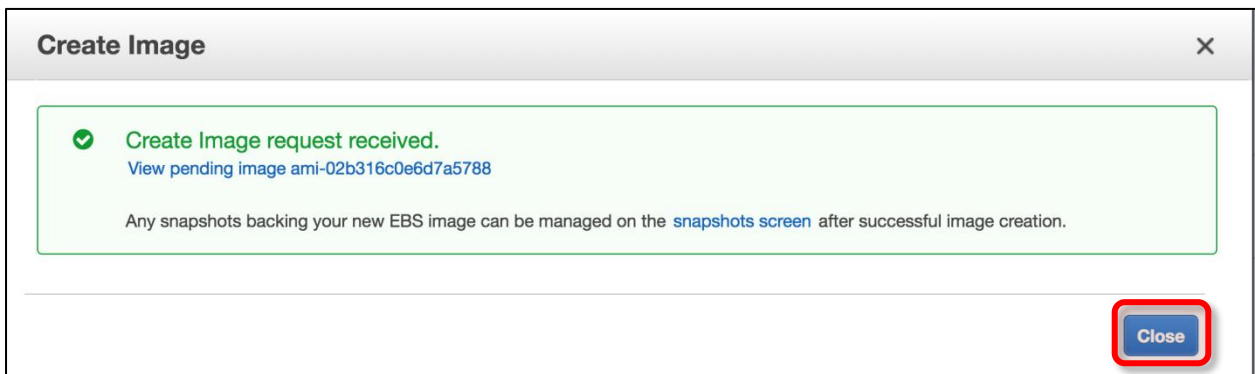 Create Image
Create Image request received.
View pending image ami-02b316c0e6d7a5788
Any snapshots backing your new EBS image can be managed on the snapshots screen after successful image creation.
Close